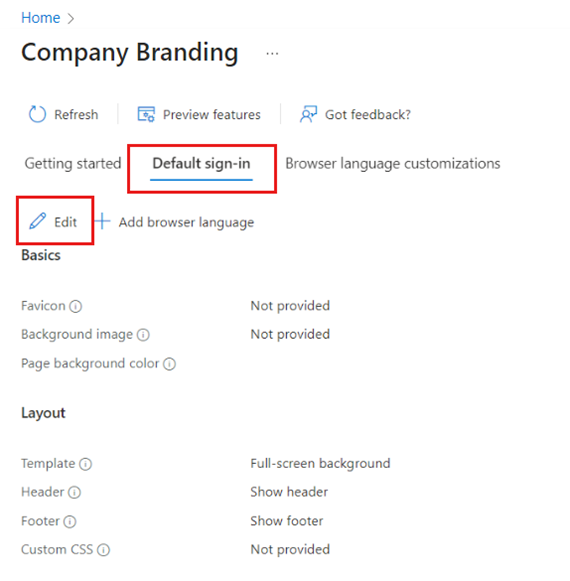 Home
Company Branding ...
Refresh Preview features Got feedback?
Getting started Default sign-in Browser language customizations
Edit Add browser language
Basics
Favicon Not provided
Background image Not provided
Page background color
Layout
Template Full-screen background
Header Show header
Footer Show footer
Custom CSS Not provided